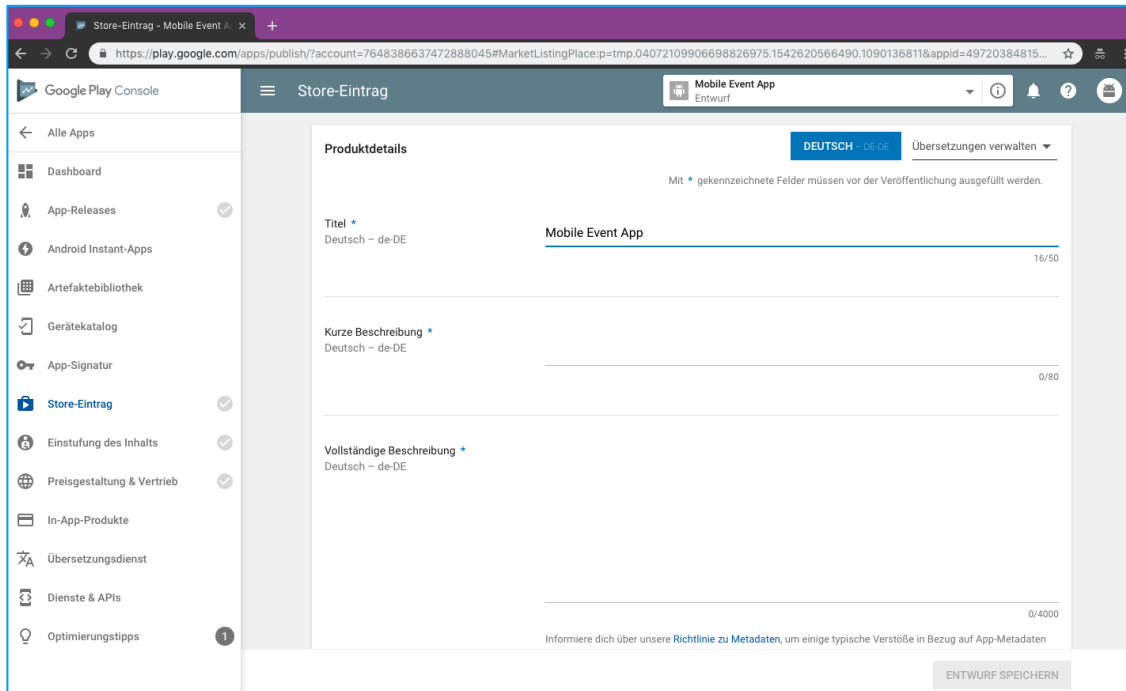 Store-Eintrag - Mobile Event A
https://play.google.com/apps/publish/?account=7648386637472888045#MarketListingPlace:p=tmp.04072109906698826975.1542620566490.1090136811&appid=49720384815...
Google Play Console
Store-Eintrag
Mobile Event App
Entwurf
Alle Apps
Dashboard
App-Releases
Android Instant-Apps
Artefaktebibliothek
Gerätekatalog
App-Signatur
Store-Eintrag
Einstufung des Inhalts
Preisgestaltung & Vertrieb
In-App-Produkte
Übersetzungsdienst
Dienste & APIs
Optimierungstipps 1
Produktdetails
DEUTSCH – DE-DE
Übersetzungen verwalten
Mit * gekennzeichnete Felder müssen vor der Veröffentlichung ausgefüllt werden.
Titel *
Deutsch – de-DE
Mobile Event App
16/50
Kurze Beschreibung *
Deutsch – de-DE
0/80
Vollständige Beschreibung *
Deutsch – de-DE
0/4000
Informiere dich über unsere Richtlinie zu Metadaten, um einige typische Verstöße in Bezug auf App-Metadaten
ENTWURF SPEICHERN